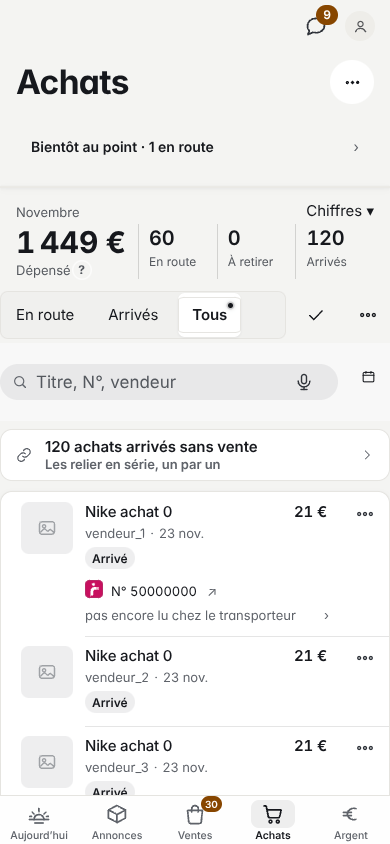 9
Achats
Bientôt au point · 1 en route
Novembre
Chiffres ▾
1 449 € 60 0 120
Dépensé ? En route À retirer Arrivés
En route Arrivés Tous
Titre, N°, vendeur
120 achats arrivés sans vente
Les relier en série, un par un
Nike achat 0 21 €
vendeur_1 · 23 nov.
Arrivé
N° 50000000 ↗
pas encore lu chez le transporteur
Nike achat 0 21 €
vendeur_2 · 23 nov.
Arrivé
Nike achat 0 21 €
vendeur_3 · 23 nov.
Arrivé
30
Aujourd'hui Annonces Ventes Achats Argent